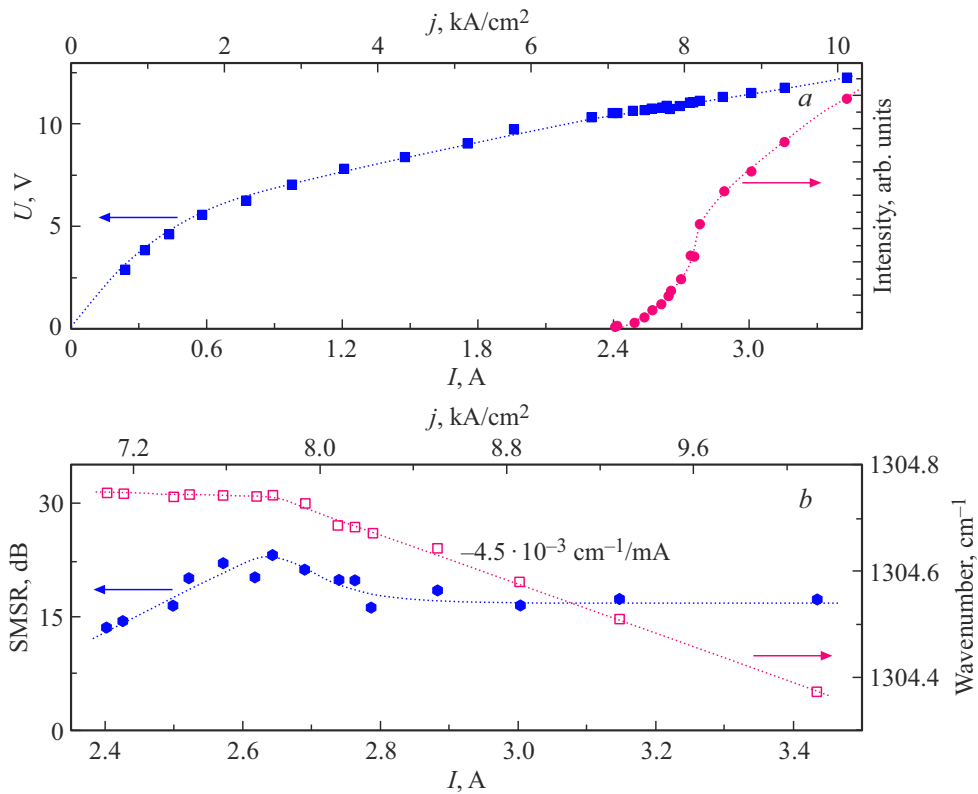 j, kA/cm²
0 2 4 6 8 10
a
10
5
0
U, V
Intensity, arb. units
0 0.6 1.2 1.8 2.4 3.0
I, A
j, kA/cm²
7.2 8.0 8.8 9.6
b
30
15
0
SMSR, dB
–4.5 · 10⁻³ cm⁻¹/mA
1304.8
1304.6
1304.4
Wavenumber, cm⁻¹
2.4 2.6 2.8 3.0 3.2 3.4
I, A